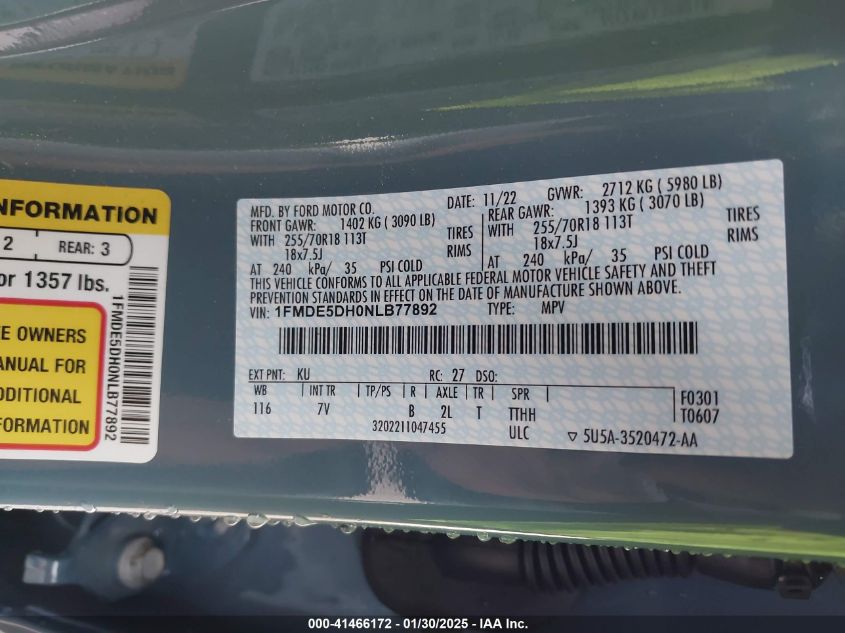 INFORMATION
2 REAR: 3
or 1357 lbs.
OWNERS
MANUAL FOR
ADDITIONAL
INFORMATION
1FMDE5DH0NLB77892
MFD. BY FORD MOTOR CO. DATE: 11/22 GVWR: 2712 KG ( 5980 LB)
FRONT GAWR: 1402 KG ( 3090 LB) REAR GAWR: 1393 KG ( 3070 LB)
WITH 255/70R18 113T TIRES WITH 255/70R18 113T TIRES
18x7.5J RIMS 18x7.5J RIMS
AT 240 kPa/ 35 PSI COLD AT 240 kPa/ 35 PSI COLD
THIS VEHICLE CONFORMS TO ALL APPLICABLE FEDERAL MOTOR VEHICLE SAFETY AND THEFT
PREVENTION STANDARDS IN EFFECT ON THE DATE OF MANUFACTURE SHOWN ABOVE.
VIN: 1FMDE5DH0NLB77892 TYPE: MPV
EXT PNT: KU RC: 27 DSO:
WB INT TR TP/PS R AXLE TR SPR
116 7V B 2L T TTHH
F0301
T0607
3202211047455 ULC 5U5A-3520472-AA
000-41466172 - 01/30/2025 - IAA Inc.